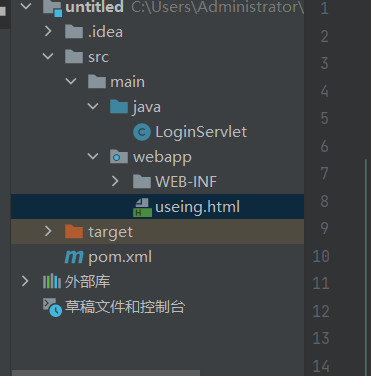 untitled C:\Users\Administrator\
.idea
src
main
java
LoginServlet
webapp
WEB-INF
useing.html
target
pom.xml
外部库
草稿文件和控制台
1
2
3
4
5
6
7
8
9
10
11
12
13
14